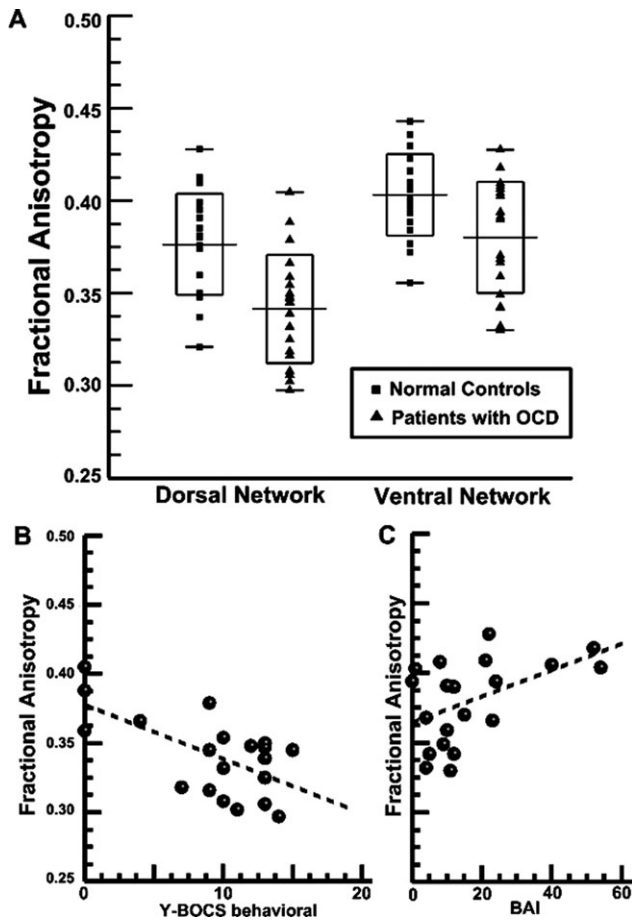 A
Fractional Anisotropy
0.50
0.45
0.40
0.35
0.30
0.25
Normal Controls
Patients with OCD
Dorsal Network
Ventral Network
B
Fractional Anisotropy
0.50
0.45
0.40
0.35
0.30
0.25
0
10
20
Y-BOCS behavioral
C
Fractional Anisotropy
0
20
40
60
BAI